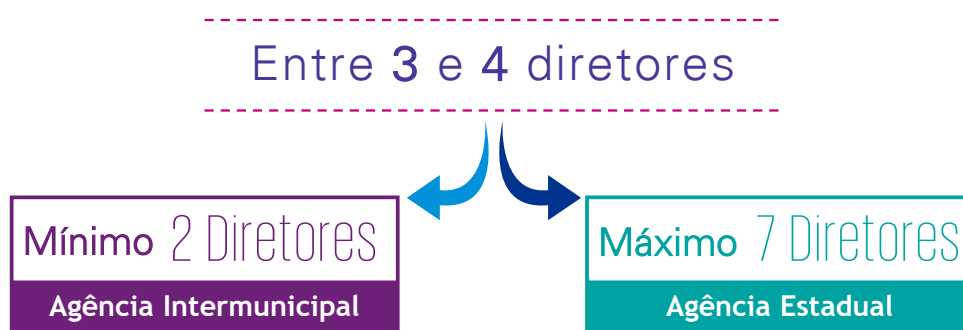 Entre 3 e 4 diretores
Mínimo 2 Diretores
Agência Intermunicipal
Máximo 7 Diretores
Agência Estadual